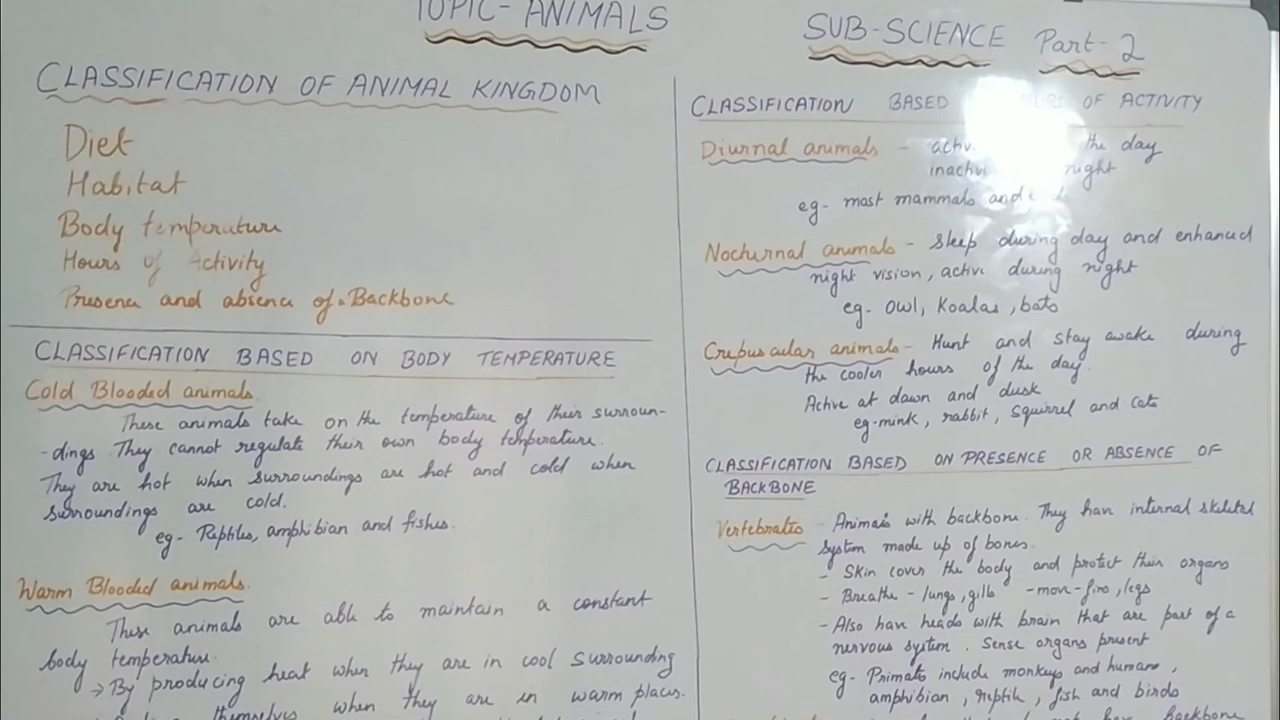 TOPIC- ANIMALS
SUB-SCIENCE Part-2
CLASSIFICATION OF ANIMAL KINGDOM
Diet
Habitat
Body temperature
Hours of Activity
Presence and absence of a Backbone
CLASSIFICATION BASED ON BODY TEMPERATURE
Cold Blooded animals.
These animals take on the temperature of their surroun-
-dings. They cannot regulate their own body temperature.
They are hot when surroundings are hot and cold when
surroundings are cold.
eg- Reptiles, amphibian and fishes.
Warm Blooded animals.
These animals are able to maintain a constant
body temperature.
→ By producing heat when they are in cool surrounding
themselves when they are in warm places.
CLASSIFICATION BASED OF ACTIVITY
Diurnal animals - the day
night
eg- most mammals and
Nocturnal animals - sleep during day and enhanced
night vision, active during night
eg- Owl, Koalas, bats
Crepuscular animals- Hunt and stay awake during
the cooler hours of the day.
Active at dawn and dusk
eg-mink, rabbit, squirrel and cats
CLASSIFICATION BASED ON PRESENCE OR ABSENCE OF
BACKBONE
Vertebrates - Animals with backbone. They have internal skeletal
system made up of bones.
- Skin cover the body and protect their organs
- Breathe - lungs, gills -move-fins, legs
- Also have heads with brain that are part of a
nervous system. Sense organs present
eg- Primates include monkeys and humans,
amphibian, reptile, fish and birds
have backbone